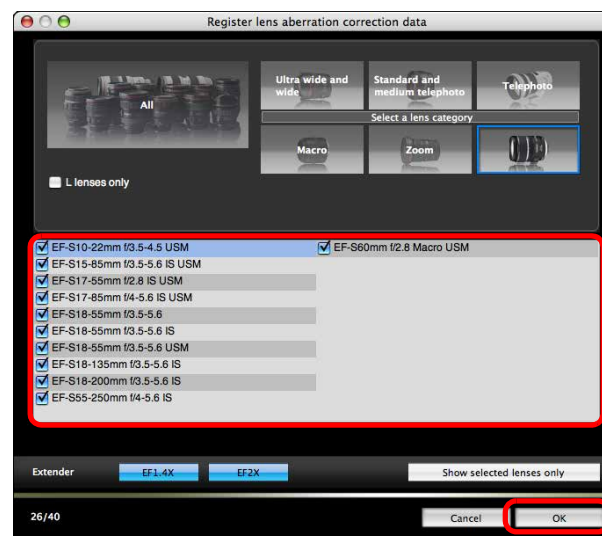 Register lens aberration correction data
All
Ultra wide and
wide
Standard and
medium telephoto
Telephoto
Select a lens category
Macro
Zoom
L lenses only
EF-S10-22mm f/3.5-4.5 USM
EF-S15-85mm f/3.5-5.6 IS USM
EF-S17-55mm f/2.8 IS USM
EF-S17-85mm f/4-5.6 IS USM
EF-S18-55mm f/3.5-5.6
EF-S18-55mm f/3.5-5.6 IS
EF-S18-55mm f/3.5-5.6 USM
EF-S18-135mm f/3.5-5.6 IS
EF-S18-200mm f/3.5-5.6 IS
EF-S55-250mm f/4-5.6 IS
EF-S60mm f/2.8 Macro USM
Extender EF1.4X EF2X Show selected lenses only
26/40 Cancel OK